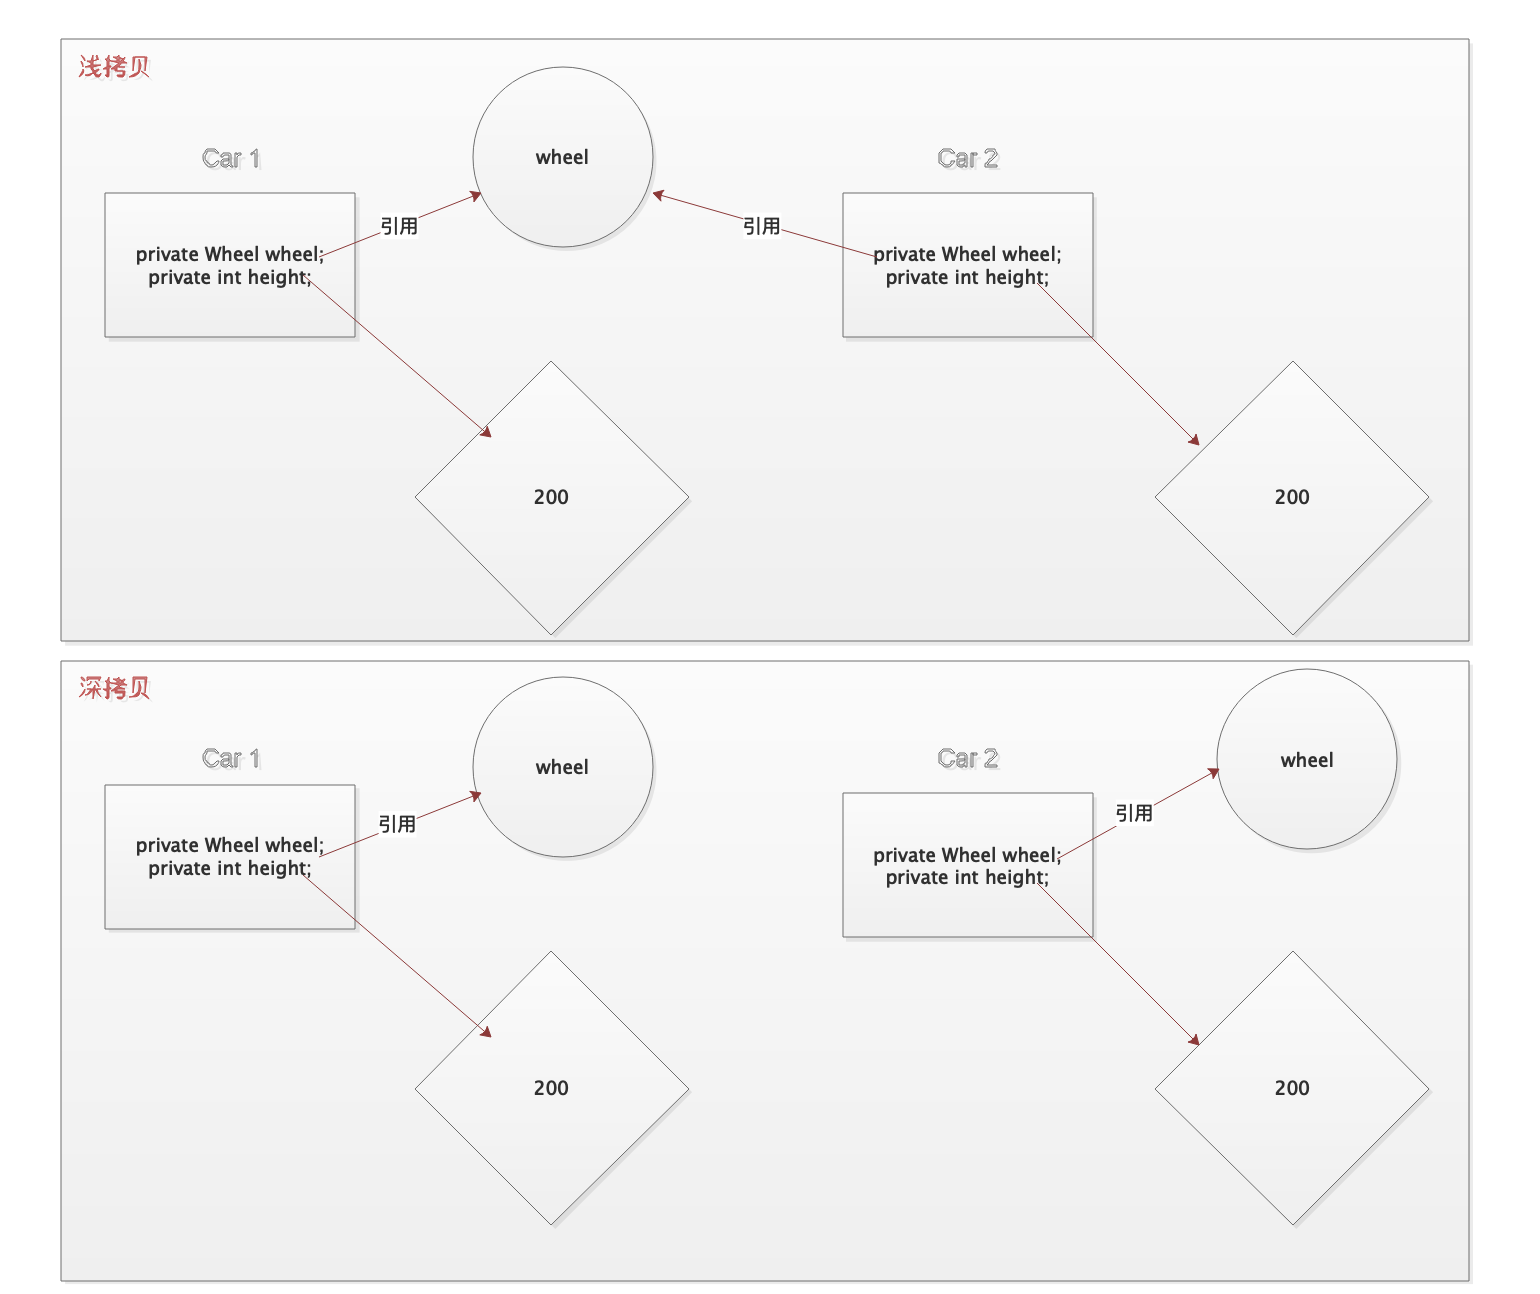 浅拷贝
Car 1
wheel
Car 2
引用
引用
private Wheel wheel;
private int height;
private Wheel wheel;
private int height;
200
200
深拷贝
Car 1
wheel
Car 2
wheel
引用
引用
private Wheel wheel;
private int height;
private Wheel wheel;
private int height;
200
200